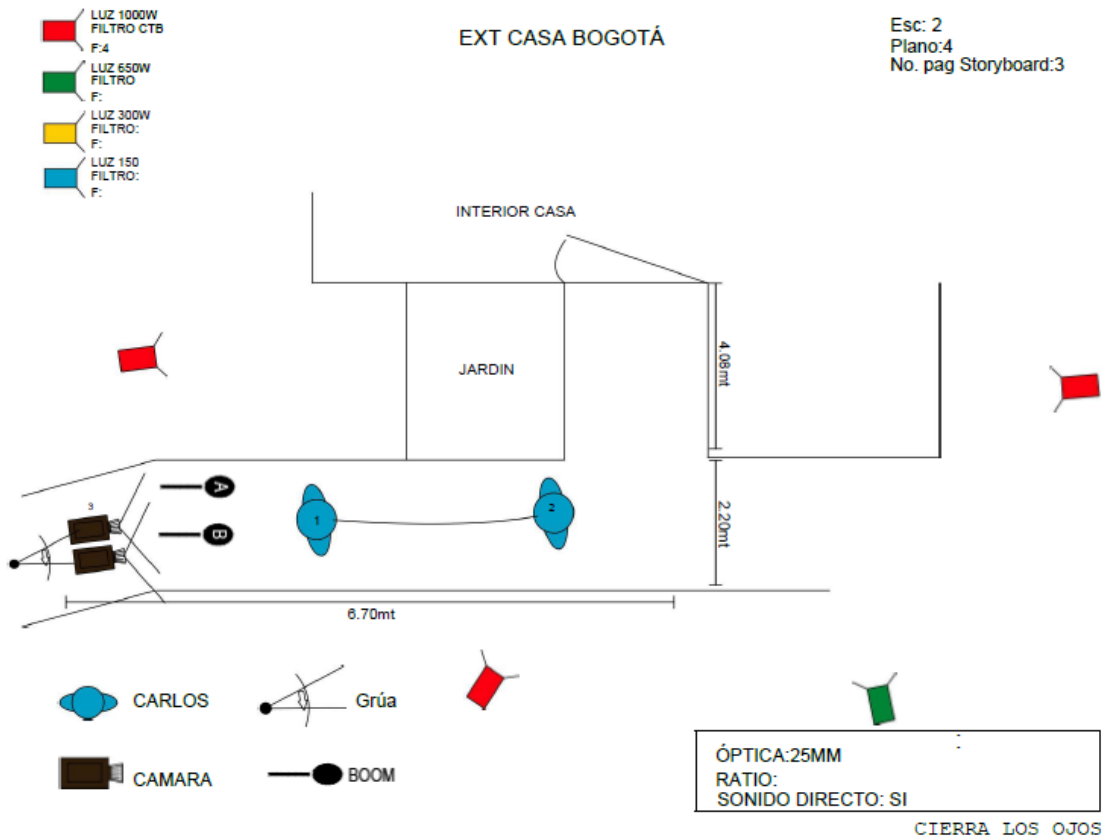 LUZ 1000W
FILTRO CTB
F:4
LUZ 650W
FILTRO
F:
LUZ 300W
FILTRO:
F:
LUZ 150
FILTRO:
F:
EXT CASA BOGOTÁ
Esc: 2
Plano:4
No. pag Storyboard:3
INTERIOR CASA
JARDIN
4.08mt
2.20mt
3
A
B
1
2
6.70mt
CARLOS
Grúa
CAMARA
BOOM
:
ÓPTICA:25MM
RATIO:
SONIDO DIRECTO: SI
CIERRA LOS OJOS